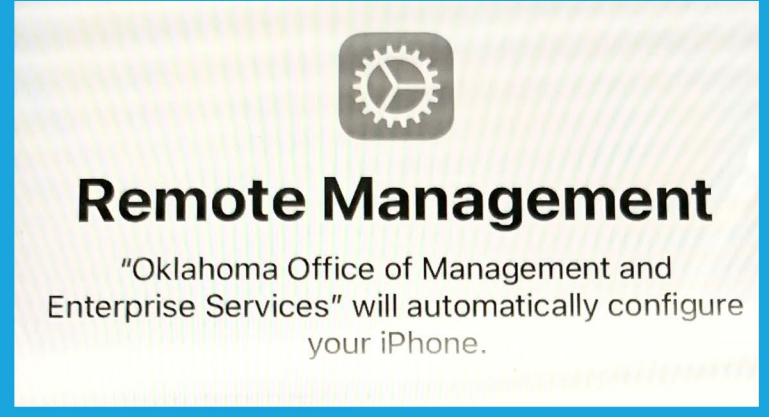 Remote Management
"Oklahoma Office of Management and
Enterprise Services" will automatically configure
your iPhone.